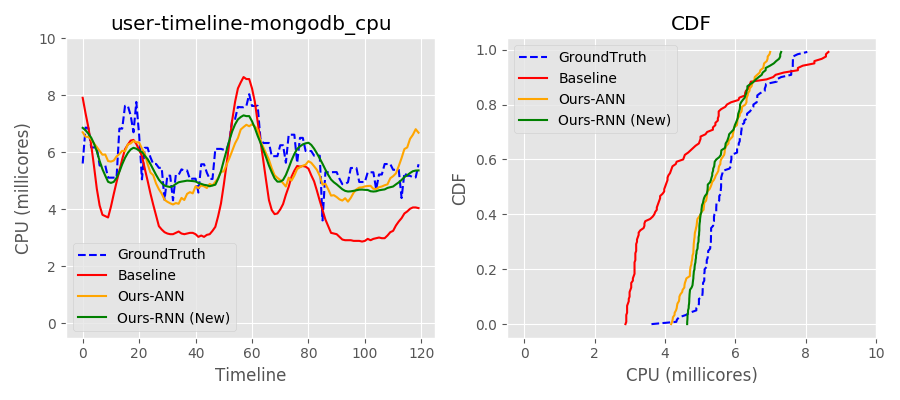 user-timeline-mongodb_cpu
10
8
6
4
2
0
CPU (millicores)
GroundTruth
Baseline
Ours-ANN
Ours-RNN (New)
0 20 40 60 80 100 120
Timeline
CDF
1.0
0.8
0.6
0.4
0.2
0.0
CDF
GroundTruth
Baseline
Ours-ANN
Ours-RNN (New)
0 2 4 6 8 10
CPU (millicores)